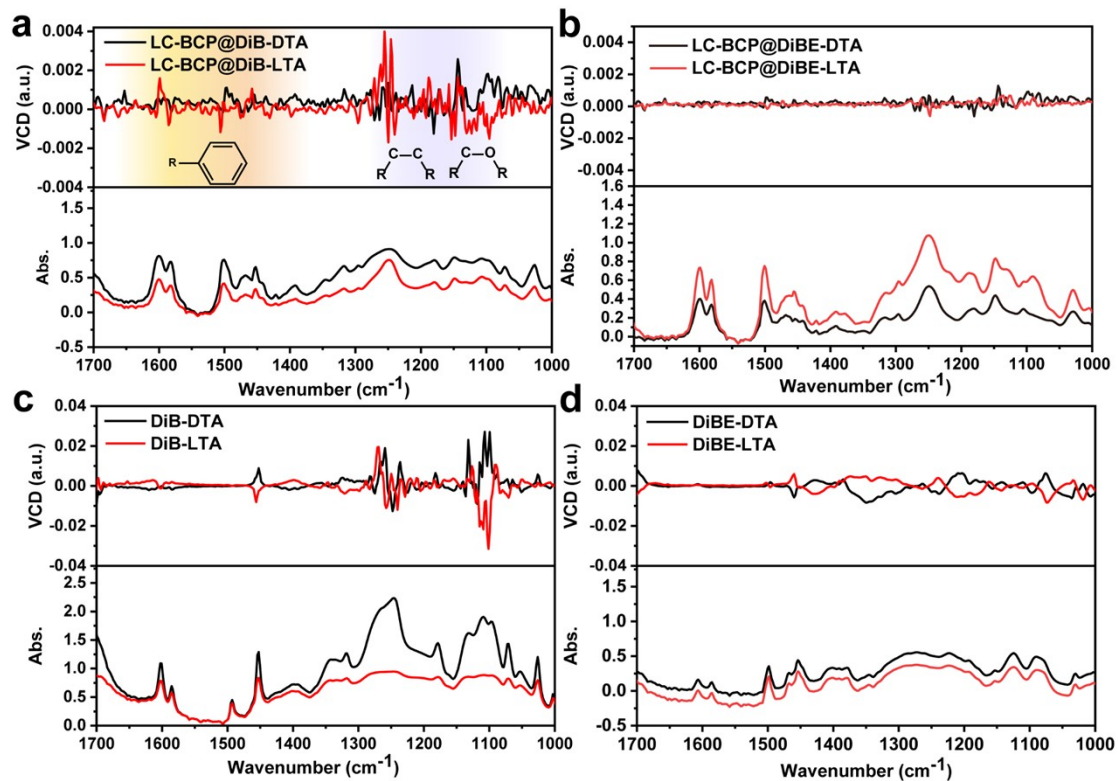 a
LC-BCP@DiB-DTA
LC-BCP@DiB-LTA
0.004
0.002
0.000
-0.002
-0.004
VCD (a.u.)
R
C C
R R
C O
R R
1.5
1.0
0.5
0.0
-0.5
Abs.
1700 1600 1500 1400 1300 1200 1100 1000
Wavenumber (cm-1)
b
LC-BCP@DiBE-DTA
LC-BCP@DiBE-LTA
0.004
0.002
0.000
-0.002
-0.004
VCD (a.u.)
1.6
1.4
1.2
1.0
0.8
0.6
0.4
0.2
0.0
Abs.
1700 1600 1500 1400 1300 1200 1100 1000
Wavenumber (cm-1)
c
DiB-DTA
DiB-LTA
0.04
0.02
0.00
-0.02
-0.04
VCD (a.u.)
2.5
2.0
1.5
1.0
0.5
0.0
Abs.
1700 1600 1500 1400 1300 1200 1100 1000
Wavenumber (cm-1)
d
DiBE-DTA
DiBE-LTA
0.04
0.02
0.00
-0.02
-0.04
VCD (a.u.)
1.5
1.0
0.5
0.0
-0.5
Abs.
1700 1600 1500 1400 1300 1200 1100 1000
Wavenumber (cm-1)